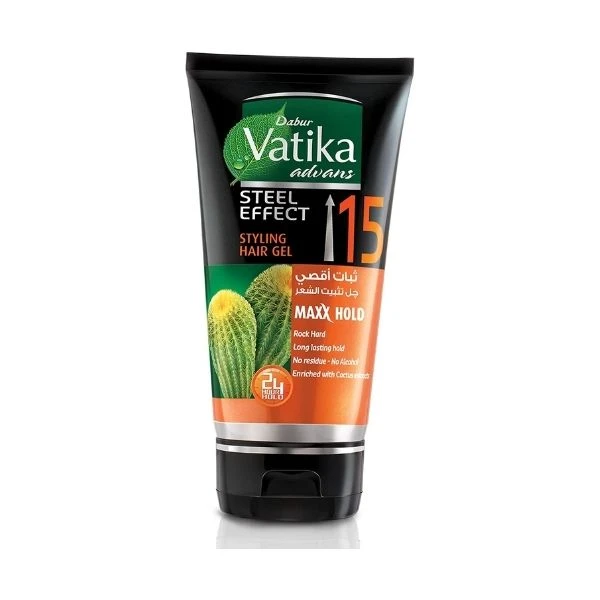 Dabur
Vatika
advans
STEEL
EFFECT
STYLING
HAIR GEL
15
ثبات أقصى
جل تثبيت الشعر
MAXX HOLD
Rock Hard
Long lasting hold
No residue - No Alcohol
Enriched with Cactus extracts
24
HOUR
HOLD